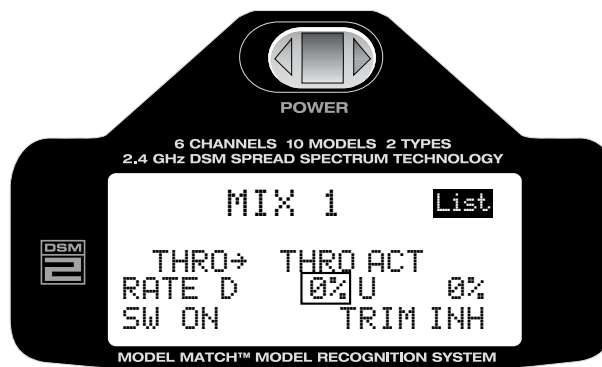 POWER
6 CHANNELS 10 MODELS 2 TYPES
2.4 GHz DSM SPREAD SPECTRUM TECHNOLOGY
MIX 1 List
DSM
2
THRO→ THRO ACT
RATE D 0% U 0%
SW ON TRIM INH
MODEL MATCH™ MODEL RECOGNITION SYSTEM